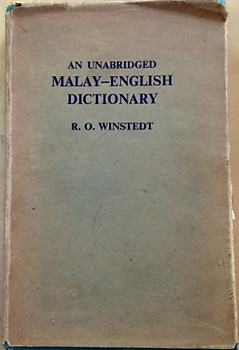 AN UNABRIDGED
MALAY–ENGLISH
DICTIONARY
R. O. WINSTEDT